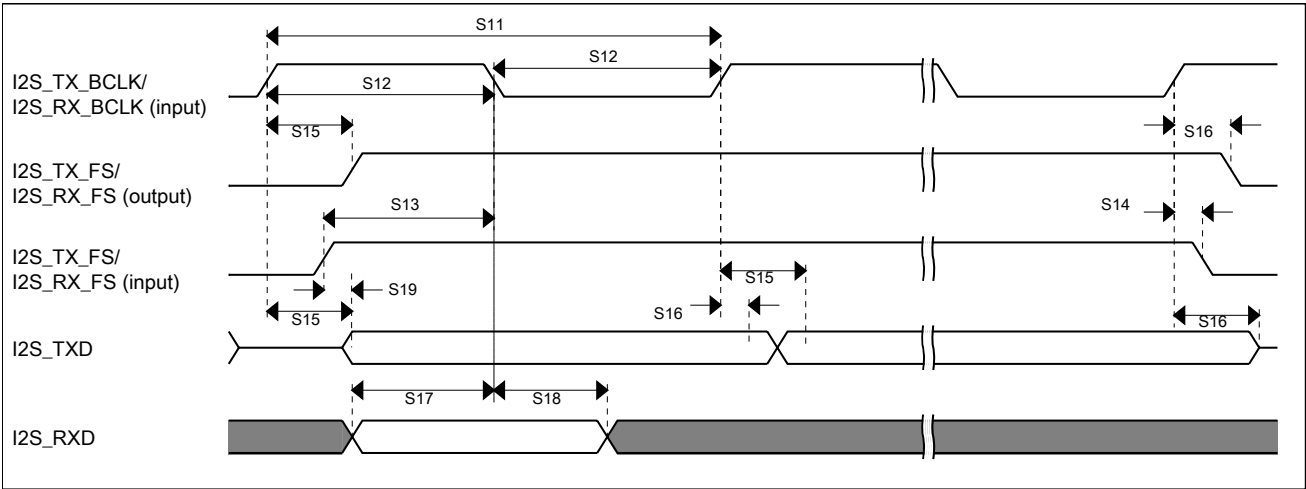 S11
I2S_TX_BCLK/
I2S_RX_BCLK (input)
S12
S12
S15
S16
I2S_TX_FS/
I2S_RX_FS (output)
S13
S14
I2S_TX_FS/
I2S_RX_FS (input)
S15
S19
S15
S16
S16
I2S_TXD
S17
S18
I2S_RXD